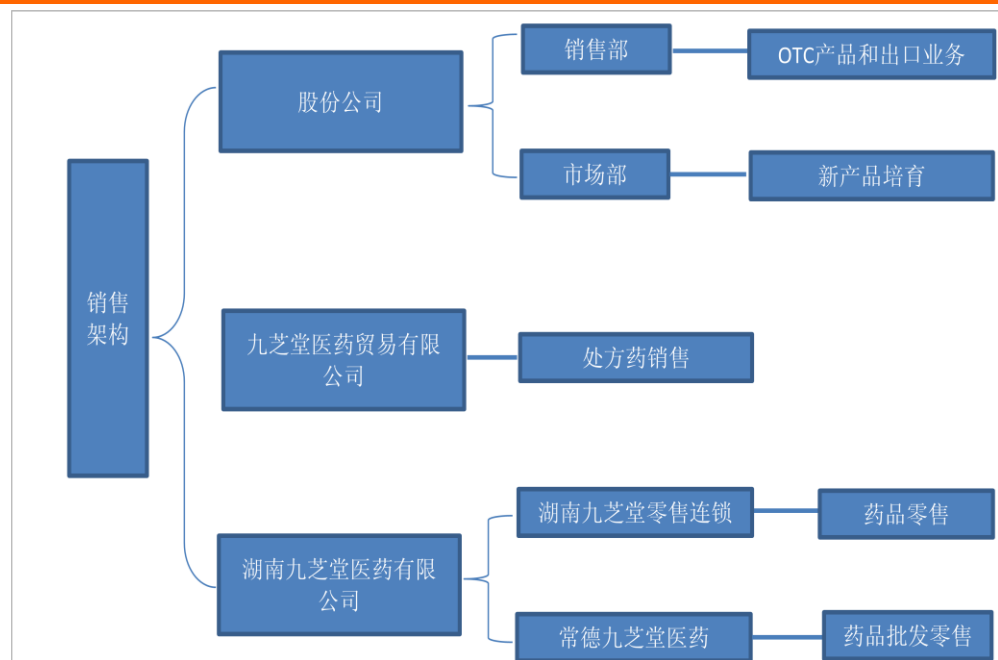 销售
架构
股份公司
销售部
OTC产品和出口业务
市场部
新产品培育
九芝堂医药贸易有限
公司
处方药销售
湖南九芝堂医药有限
公司
湖南九芝堂零售连锁
药品零售
常德九芝堂医药
药品批发零售